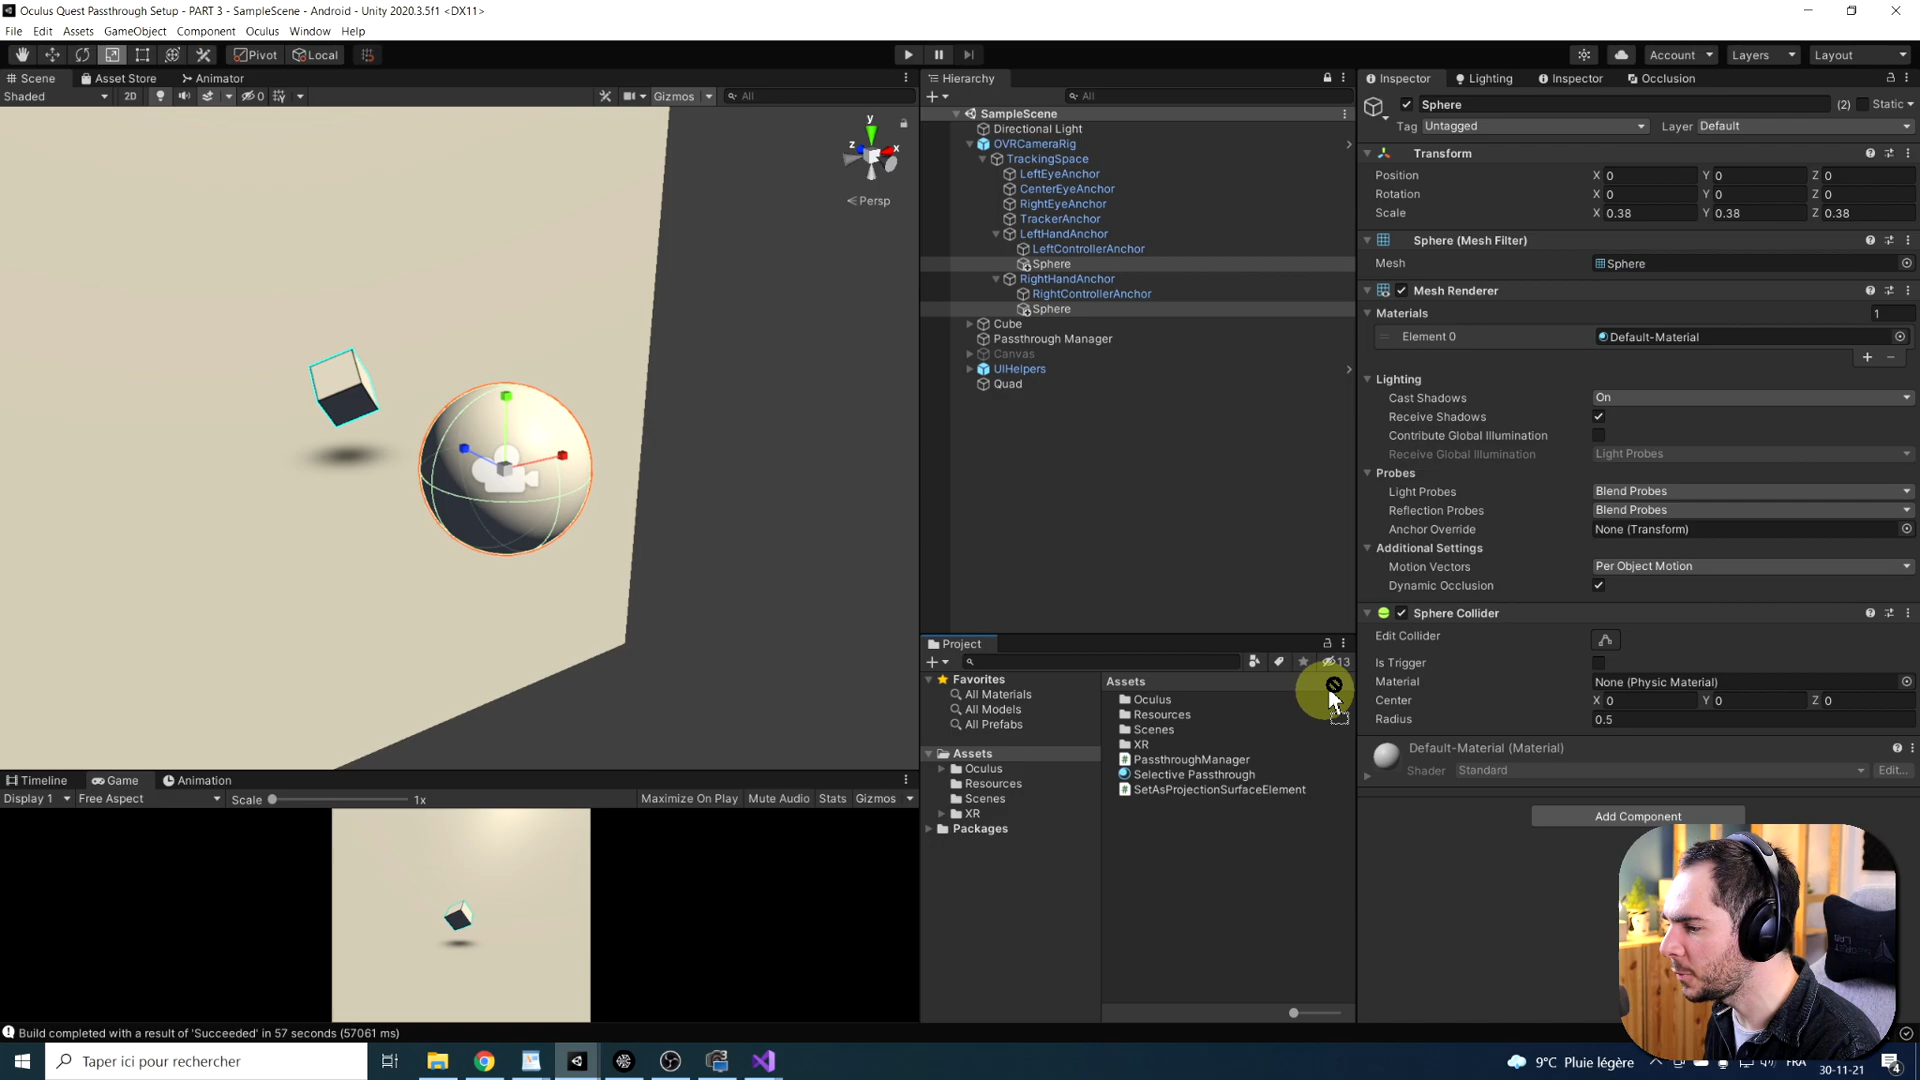 Oculus Quest Passthrough Setup - PART 3 - SampleScene - Android - Unity 2020.3.5f1 <DX11>
File Edit Assets GameObject Component Oculus Window Help
Pivot Local Account Layers Layout
Scene Asset Store Animator
Shaded 2D 0 Gizmos All
y
z x
Persp
Hierarchy
All
SampleScene
Directional Light
OVRCameraRig
TrackingSpace
LeftEyeAnchor
CenterEyeAnchor
RightEyeAnchor
TrackerAnchor
LeftHandAnchor
LeftControllerAnchor
Sphere
RightHandAnchor
RightControllerAnchor
Sphere
Cube
Passthrough Manager
Canvas
UIHelpers
Quad
Inspector Lighting Inspector Occlusion
Sphere (2) Static
Tag Untagged Layer Default
Transform
Position X 0 Y 0 Z 0
Rotation X 0 Y 0 Z 0
Scale X 0.38 Y 0.38 Z 0.38
Sphere (Mesh Filter)
Mesh Sphere
Mesh Renderer
Materials 1
Element 0 Default-Material
Lighting
Cast Shadows On
Receive Shadows
Contribute Global Illumination
Receive Global Illumination Light Probes
Probes
Light Probes Blend Probes
Reflection Probes Blend Probes
Anchor Override None (Transform)
Additional Settings
Motion Vectors Per Object Motion
Dynamic Occlusion
Sphere Collider
Edit Collider
Is Trigger
Material None (Physic Material)
Center X 0 Y 0 Z 0
Radius 0.5
Default-Material (Material)
Shader Standard Edit...
Add Component
Project
13
Favorites
All Materials
All Models
All Prefabs
Assets
Oculus
Resources
Scenes
XR
Packages
Assets
Oculus
Resources
Scenes
XR
PassthroughManager
Selective Passthrough
SetAsProjectionSurfaceElement
Timeline Game Animation
Display 1 Free Aspect Scale 1x Maximize On Play Mute Audio Stats Gizmos
Build completed with a result of 'Succeeded' in 57 seconds (57061 ms)
Taper ici pour rechercher
9°C Pluie légère FRA
30-11-21 4